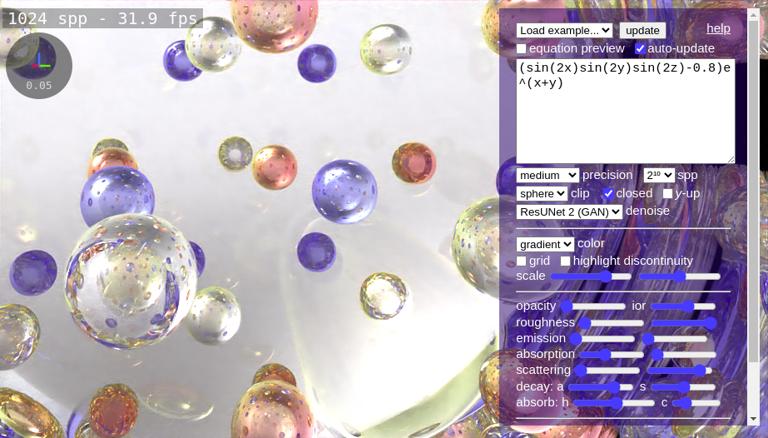 1024 spp - 31.9 fps
0.05
Load example... update help
equation preview auto-update
(sin(2x)sin(2y)sin(2z)-0.8)e
^(x+y)
medium precision 2¹⁰ spp
sphere clip closed y-up
ResUNet 2 (GAN) denoise
gradient color
grid highlight discontinuity
scale
opacity ior
roughness
emission
absorption
scattering
decay: a s
absorb: h c